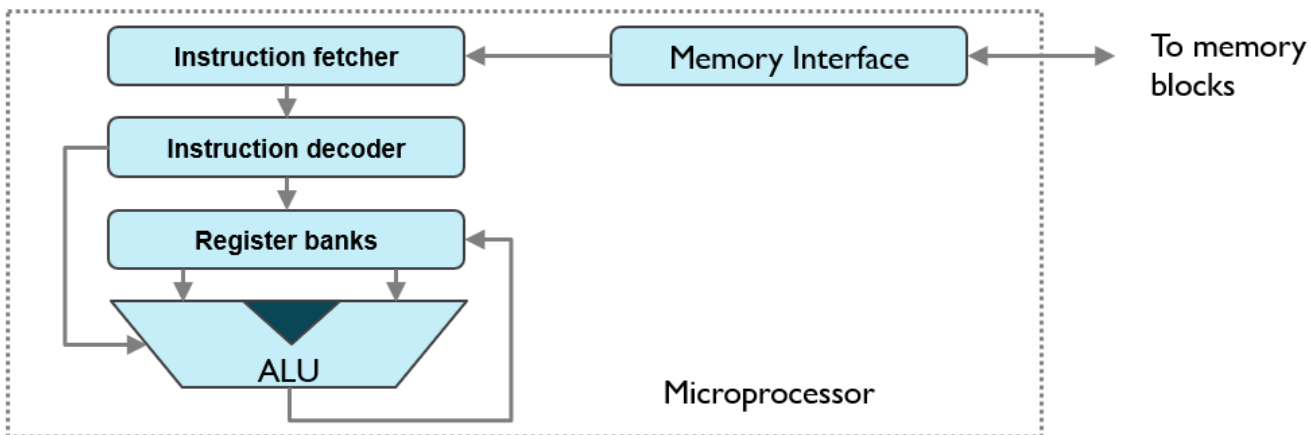 Instruction fetcher
Memory Interface
To memory
blocks
Instruction decoder
Register banks
ALU
Microprocessor